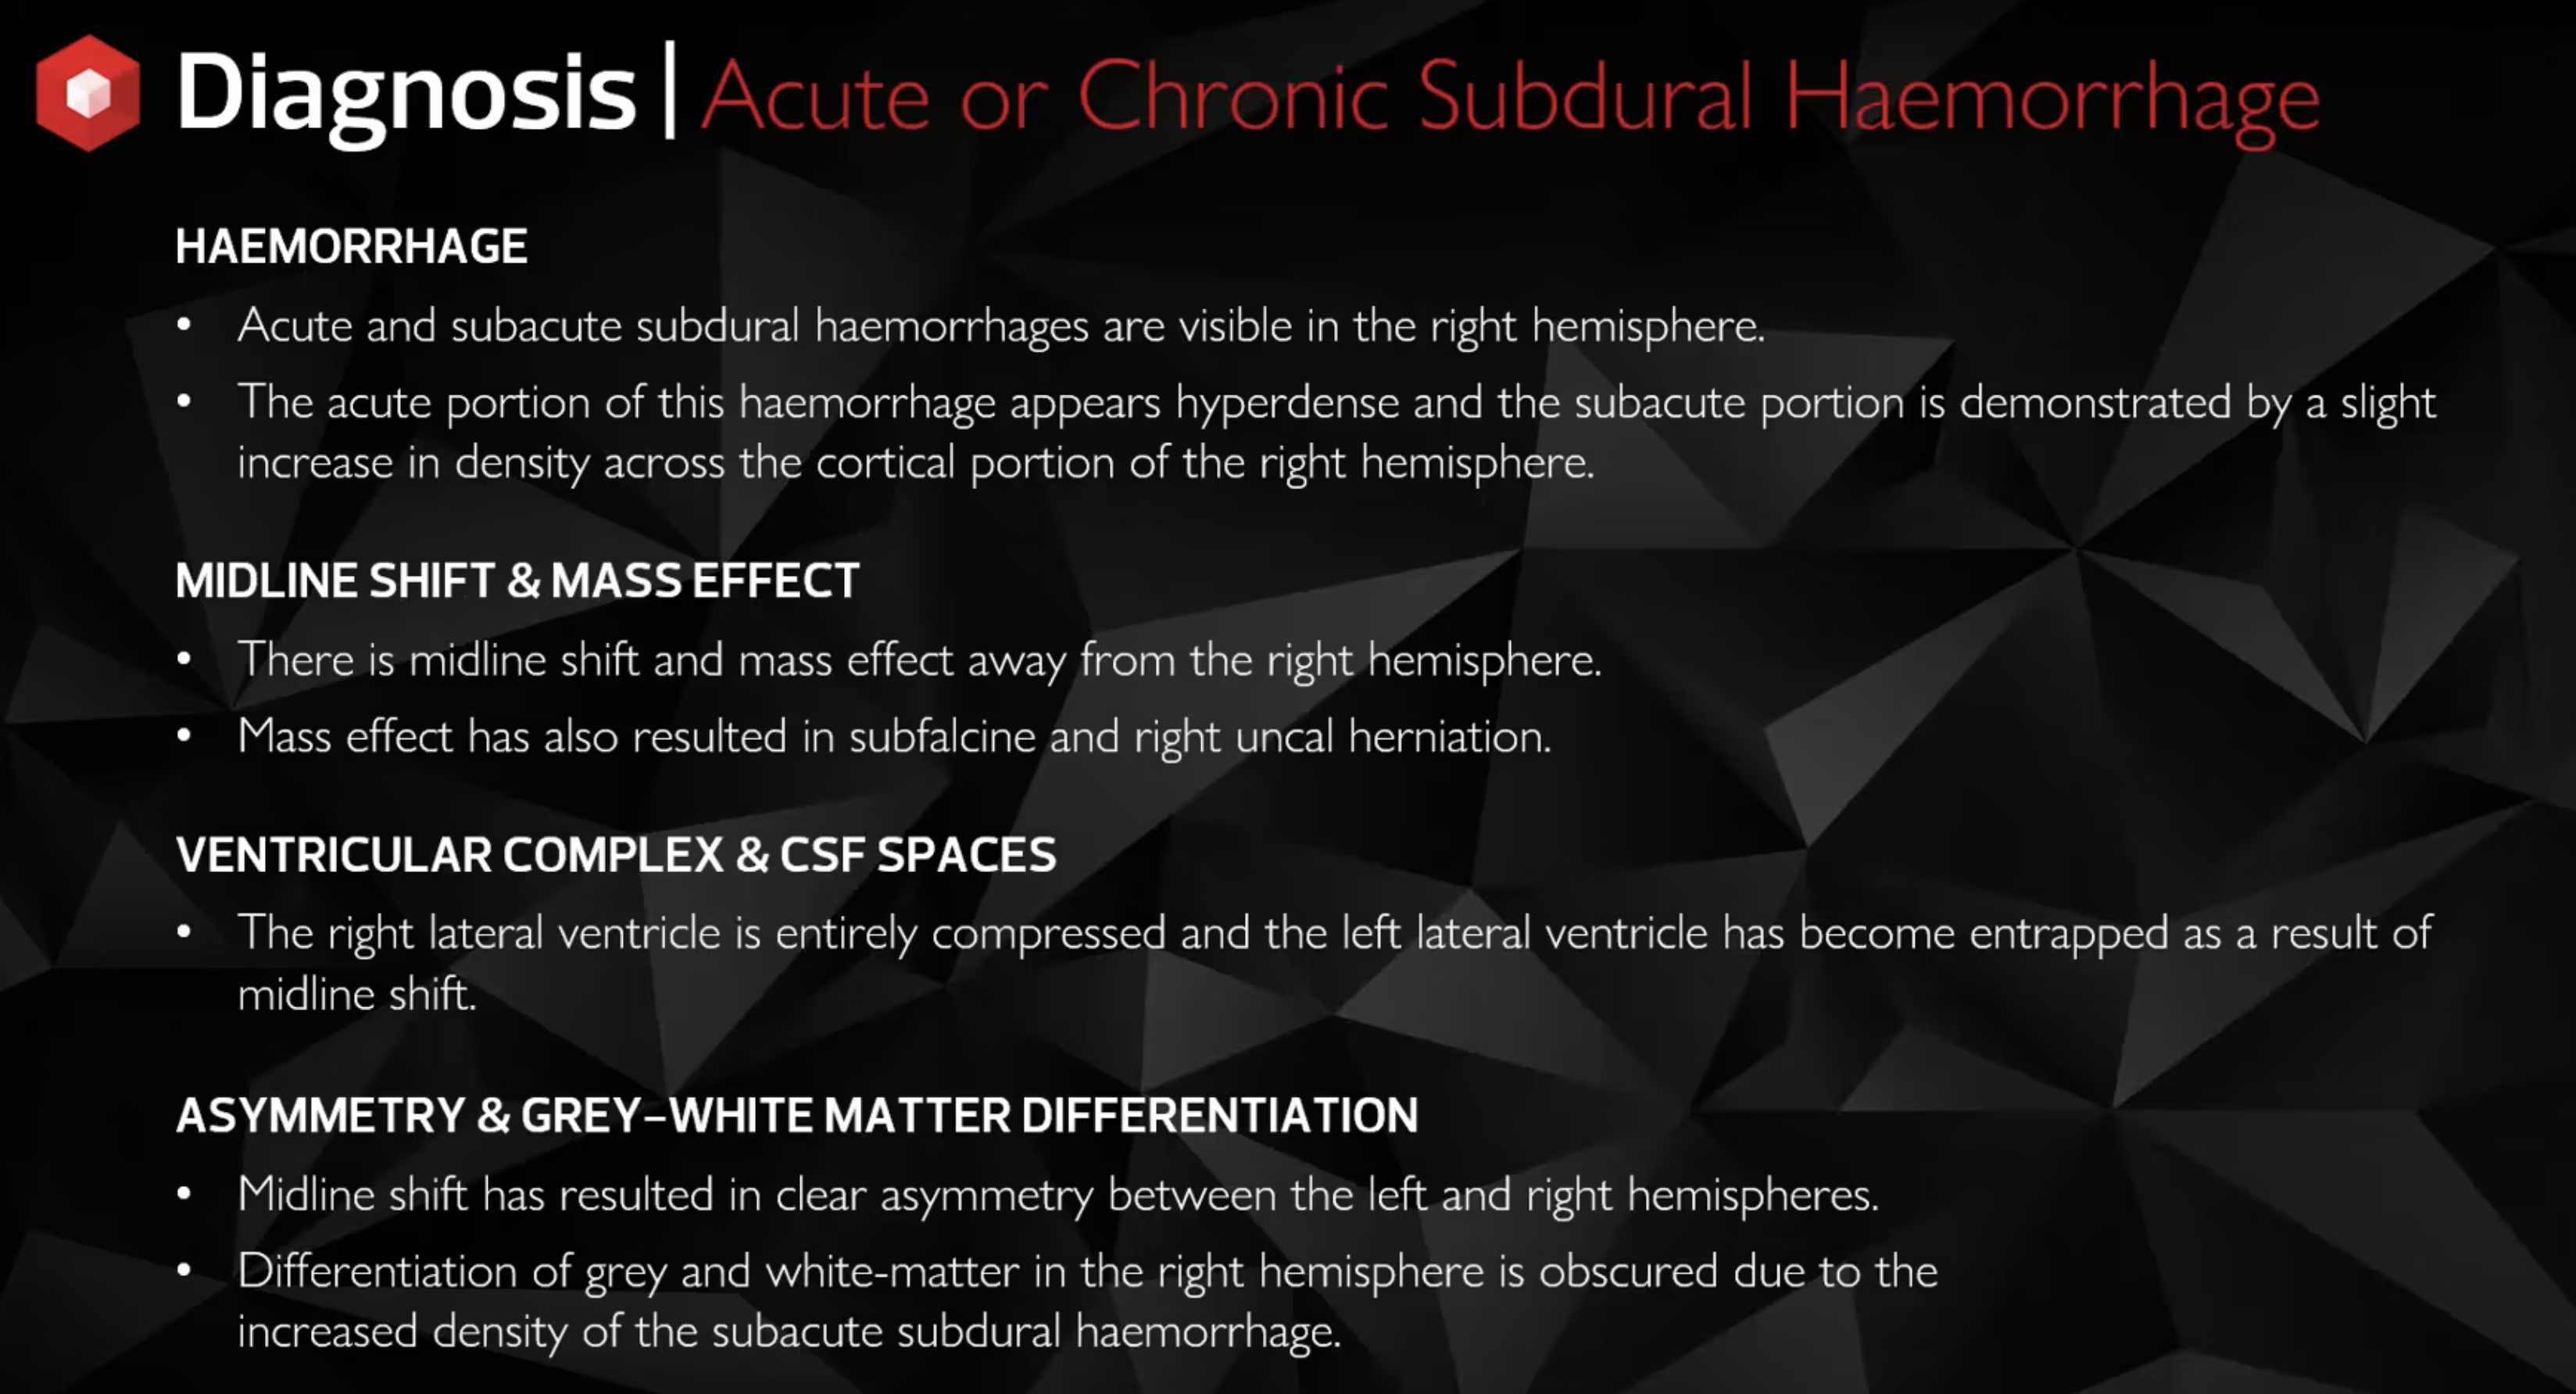 Diagnosis | Acute or Chronic Subdural Haemorrhage
HAEMORRHAGE
• Acute and subacute subdural haemorrhages are visible in the right hemisphere.
• The acute portion of this haemorrhage appears hyperdense and the subacute portion is demonstrated by a slight
increase in density across the cortical portion of the right hemisphere.
MIDLINE SHIFT & MASS EFFECT
• There is midline shift and mass effect away from the right hemisphere.
• Mass effect has also resulted in subfalcine and right uncal herniation.
VENTRICULAR COMPLEX & CSF SPACES
• The right lateral ventricle is entirely compressed and the left lateral ventricle has become entrapped as a result of
midline shift.
ASYMMETRY & GREY–WHITE MATTER DIFFERENTIATION
• Midline shift has resulted in clear asymmetry between the left and right hemispheres.
• Differentiation of grey and white-matter in the right hemisphere is obscured due to the
increased density of the subacute subdural haemorrhage.